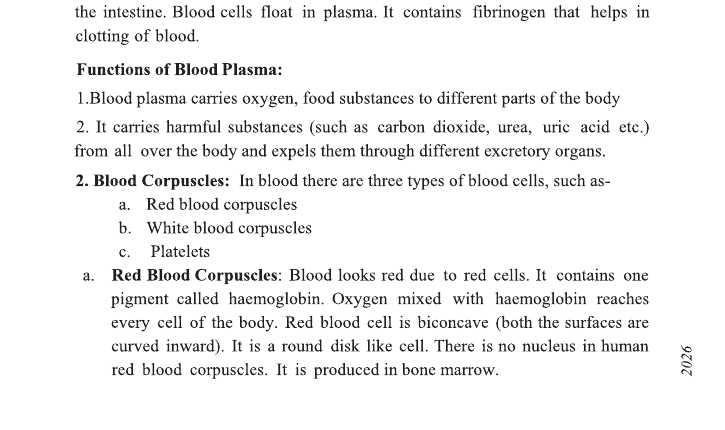 the intestine. Blood cells float in plasma. It contains fibrinogen that helps in
clotting of blood.
Functions of Blood Plasma:
1.Blood plasma carries oxygen, food substances to different parts of the body
2. It carries harmful substances (such as carbon dioxide, urea, uric acid etc.)
from all over the body and expels them through different excretory organs.
2. Blood Corpuscles: In blood there are three types of blood cells, such as-
a. Red blood corpuscles
b. White blood corpuscles
c. Platelets
a. Red Blood Corpuscles: Blood looks red due to red cells. It contains one
pigment called haemoglobin. Oxygen mixed with haemoglobin reaches
every cell of the body. Red blood cell is biconcave (both the surfaces are
curved inward). It is a round disk like cell. There is no nucleus in human
red blood corpuscles. It is produced in bone marrow.
2026